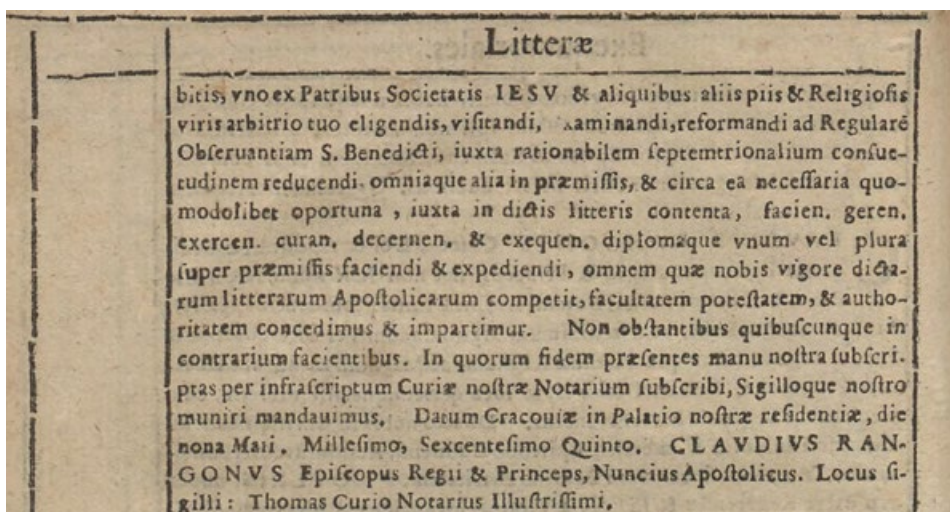 Litteræ
bitis, vno ex Patribus Societatis IESV & aliquibus aliis piis & Religiosis
viris arbitrio tuo eligendis, visitandi, xaminandi, reformandi ad Regularē
Obseruantiam S. Benedicti, iuxta rationabilem septemtrionalium consue-
tudinem reducendi. omniaque alia in præmissis, & circa ea necessaria quo-
modolibet oportuna , iuxta in dictis litteris contenta, facien. geren.
exercen. curan. decernen. & exequen. diplomaque vnum vel plura
super præmissis faciendi & expediendi , omnem quæ nobis vigore dicta-
rum litterarum Apostolicarum competit, facultatem potestatem, & autho-
ritatem concedimus & impartimur. Non obstantibus quibuscunque in
contrarium facientibus. In quorum fidem præsentes manu nostra subscri-
ptas per infrascriptum Curiæ nostræ Notarium subscribi, Sigilloque nostro
muniri mandauimus. Datum Cracouiæ in Palatio nostræ residentiæ , die
nona Maii. Millesimo, Sexcentesimo Quinto. CLAVDIVS RAN-
GONVS Episcopus Regii & Princeps, Nuncius Apostolicus. Locus si-
gilli : Thomas Curio Notarius Illustrissimi.